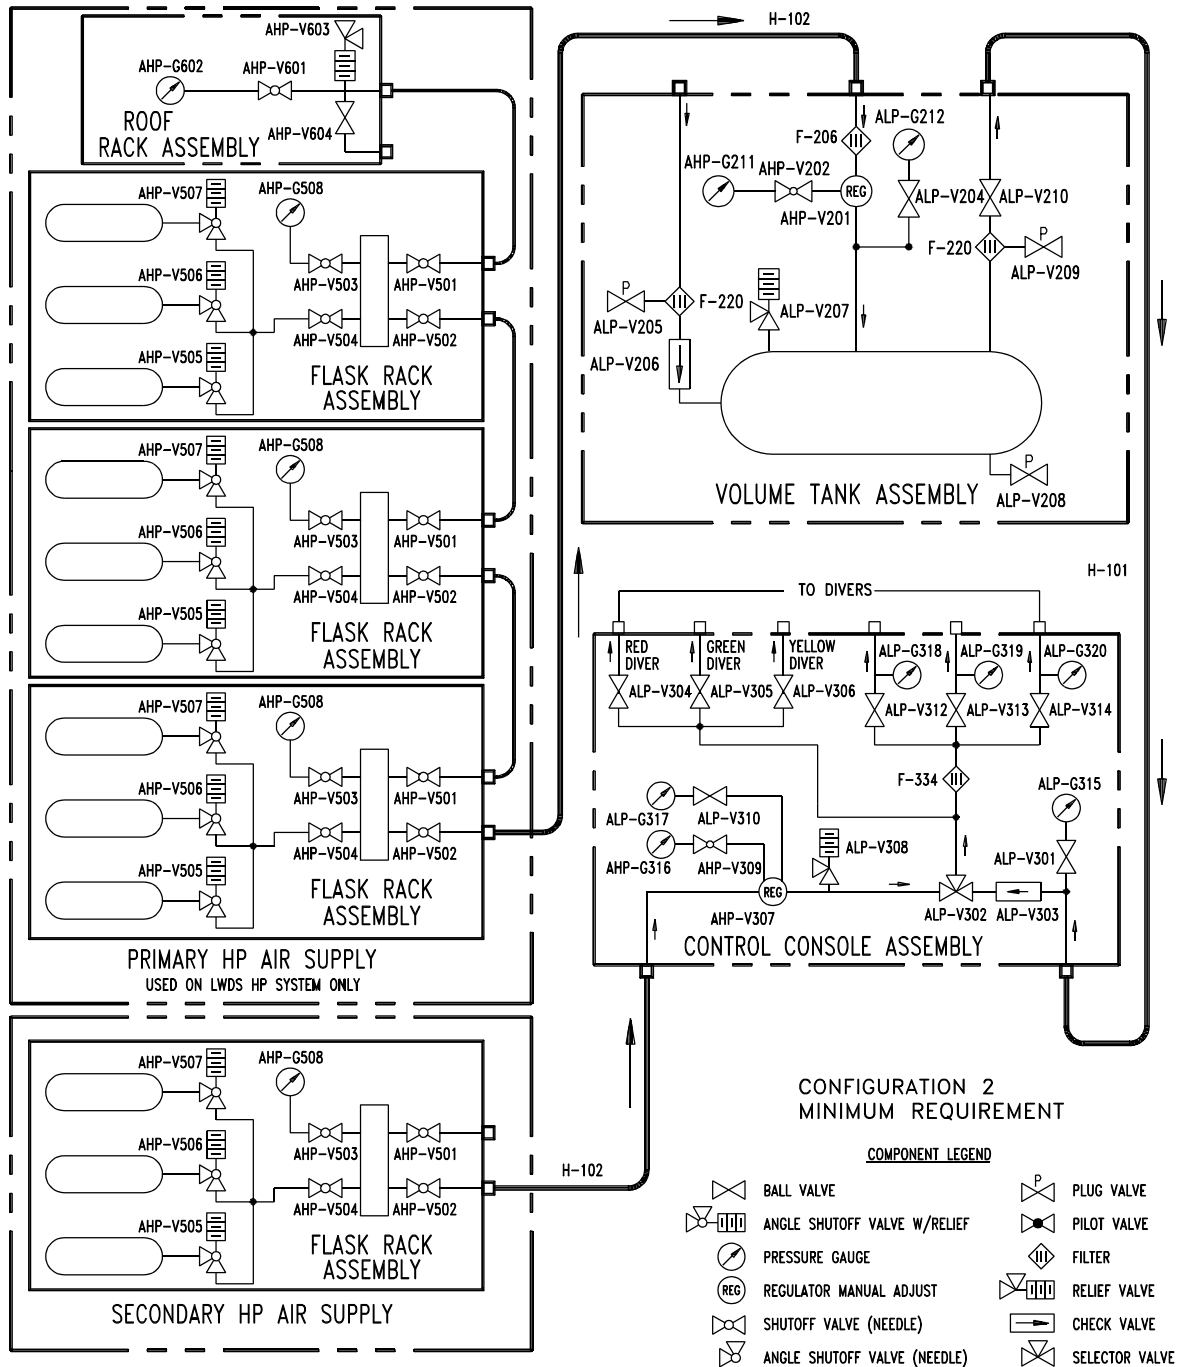 H-102
AHP-V603
AHP-G602
AHP-V601
AHP-V604
ROOF
RACK ASSEMBLY
AHP-V507
AHP-G508
AHP-V506
AHP-V503
AHP-V501
AHP-V504
AHP-V502
AHP-V505
FLASK RACK
ASSEMBLY
AHP-V507
AHP-G508
AHP-V506
AHP-V503
AHP-V501
AHP-V504
AHP-V502
AHP-V505
FLASK RACK
ASSEMBLY
AHP-V507
AHP-G508
AHP-V506
AHP-V503
AHP-V501
AHP-V504
AHP-V502
AHP-V505
FLASK RACK
ASSEMBLY
PRIMARY HP AIR SUPPLY
USED ON LWDS HP SYSTEM ONLY
AHP-V507
AHP-G508
AHP-V506
AHP-V503
AHP-V501
AHP-V504
AHP-V502
AHP-V505
FLASK RACK
ASSEMBLY
SECONDARY HP AIR SUPPLY
H-102
F-206
ALP-G212
AHP-G211
AHP-V202
REG
AHP-V201
ALP-V204
ALP-V210
F-220
P
ALP-V209
P
ALP-V205
F-220
ALP-V207
ALP-V206
P
ALP-V208
VOLUME TANK ASSEMBLY
H-101
TO DIVERS
RED
DIVER
GREEN
DIVER
YELLOW
DIVER
ALP-G318
ALP-G319
ALP-G320
ALP-V304
ALP-V305
ALP-V306
ALP-V312
ALP-V313
ALP-V314
F-334
ALP-G315
ALP-G317
ALP-V310
AHP-G316
AHP-V309
ALP-V308
ALP-V301
REG
AHP-V307
ALP-V302
ALP-V303
CONTROL CONSOLE ASSEMBLY
CONFIGURATION 2
MINIMUM REQUIREMENT
COMPONENT LEGEND
BALL VALVE
P
PLUG VALVE
ANGLE SHUTOFF VALVE W/RELIEF
PILOT VALVE
PRESSURE GAUGE
FILTER
REG
REGULATOR MANUAL ADJUST
RELIEF VALVE
SHUTOFF VALVE (NEEDLE)
CHECK VALVE
ANGLE SHUTOFF VALVE (NEEDLE)
SELECTOR VALVE